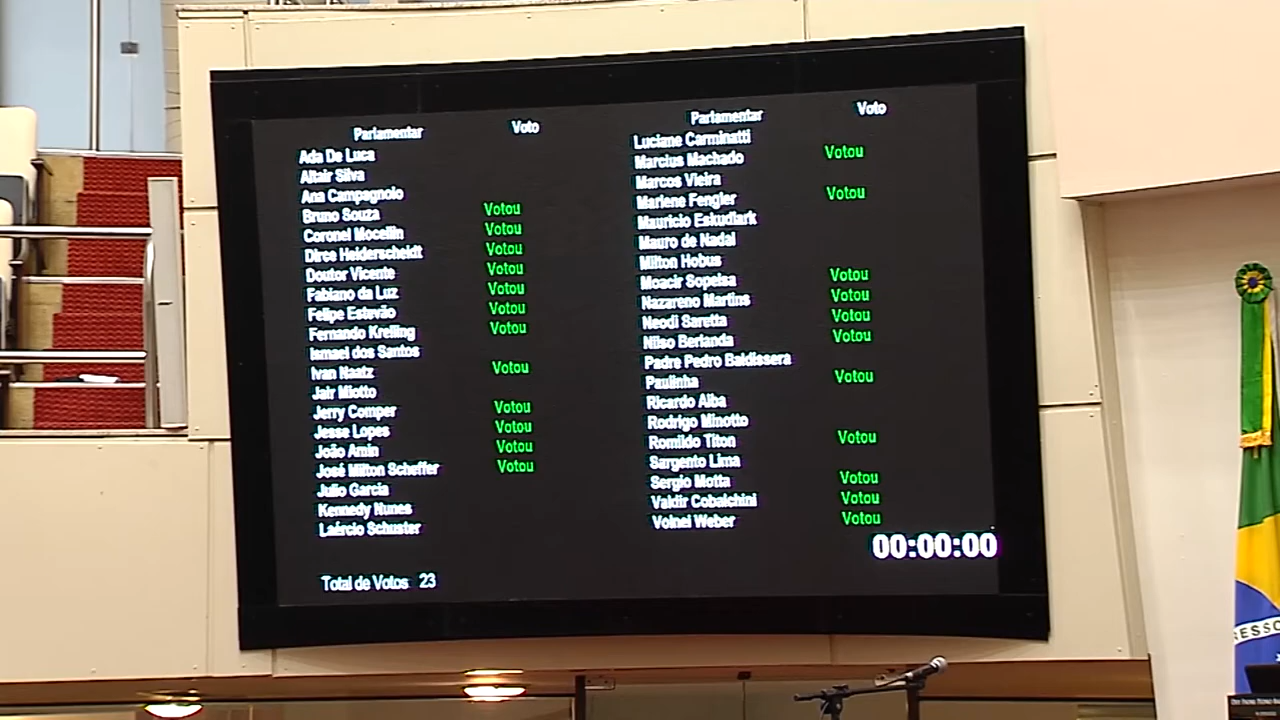 Parlamentar Voto
Ada De Luca
Altair Silva
Ana Campagnolo
Bruno Souza Votou
Coronel Mocellin Votou
Dirce Heiderscheidt Votou
Doutor Vicente Votou
Fabiano da Luz Votou
Felipe Estevão Votou
Fernando Krelling Votou
Ismael dos Santos
Ivan Naatz Votou
Jair Miotto
Jerry Comper Votou
Jesse Lopes Votou
João Amin Votou
José Milton Scheffer Votou
Julio Garcia
Kennedy Nunes
Laércio Schuster
Total de Votos 23
Parlamentar Voto
Luciane Carminatti
Marcius Machado Votou
Marcos Vieira
Marlene Fengler Votou
Mauricio Eskudlark
Mauro de Nadal
Milton Hobus
Moacir Sopelsa Votou
Nazareno Martins Votou
Neodi Saretta Votou
Nilso Berlanda Votou
Padre Pedro Baldissera
Paulinha Votou
Ricardo Alba
Rodrigo Minotto
Romildo Titon Votou
Sargento Lima
Sergio Motta Votou
Valdir Cobalchini Votou
Volnei Weber Votou
00:00:00
RESSO